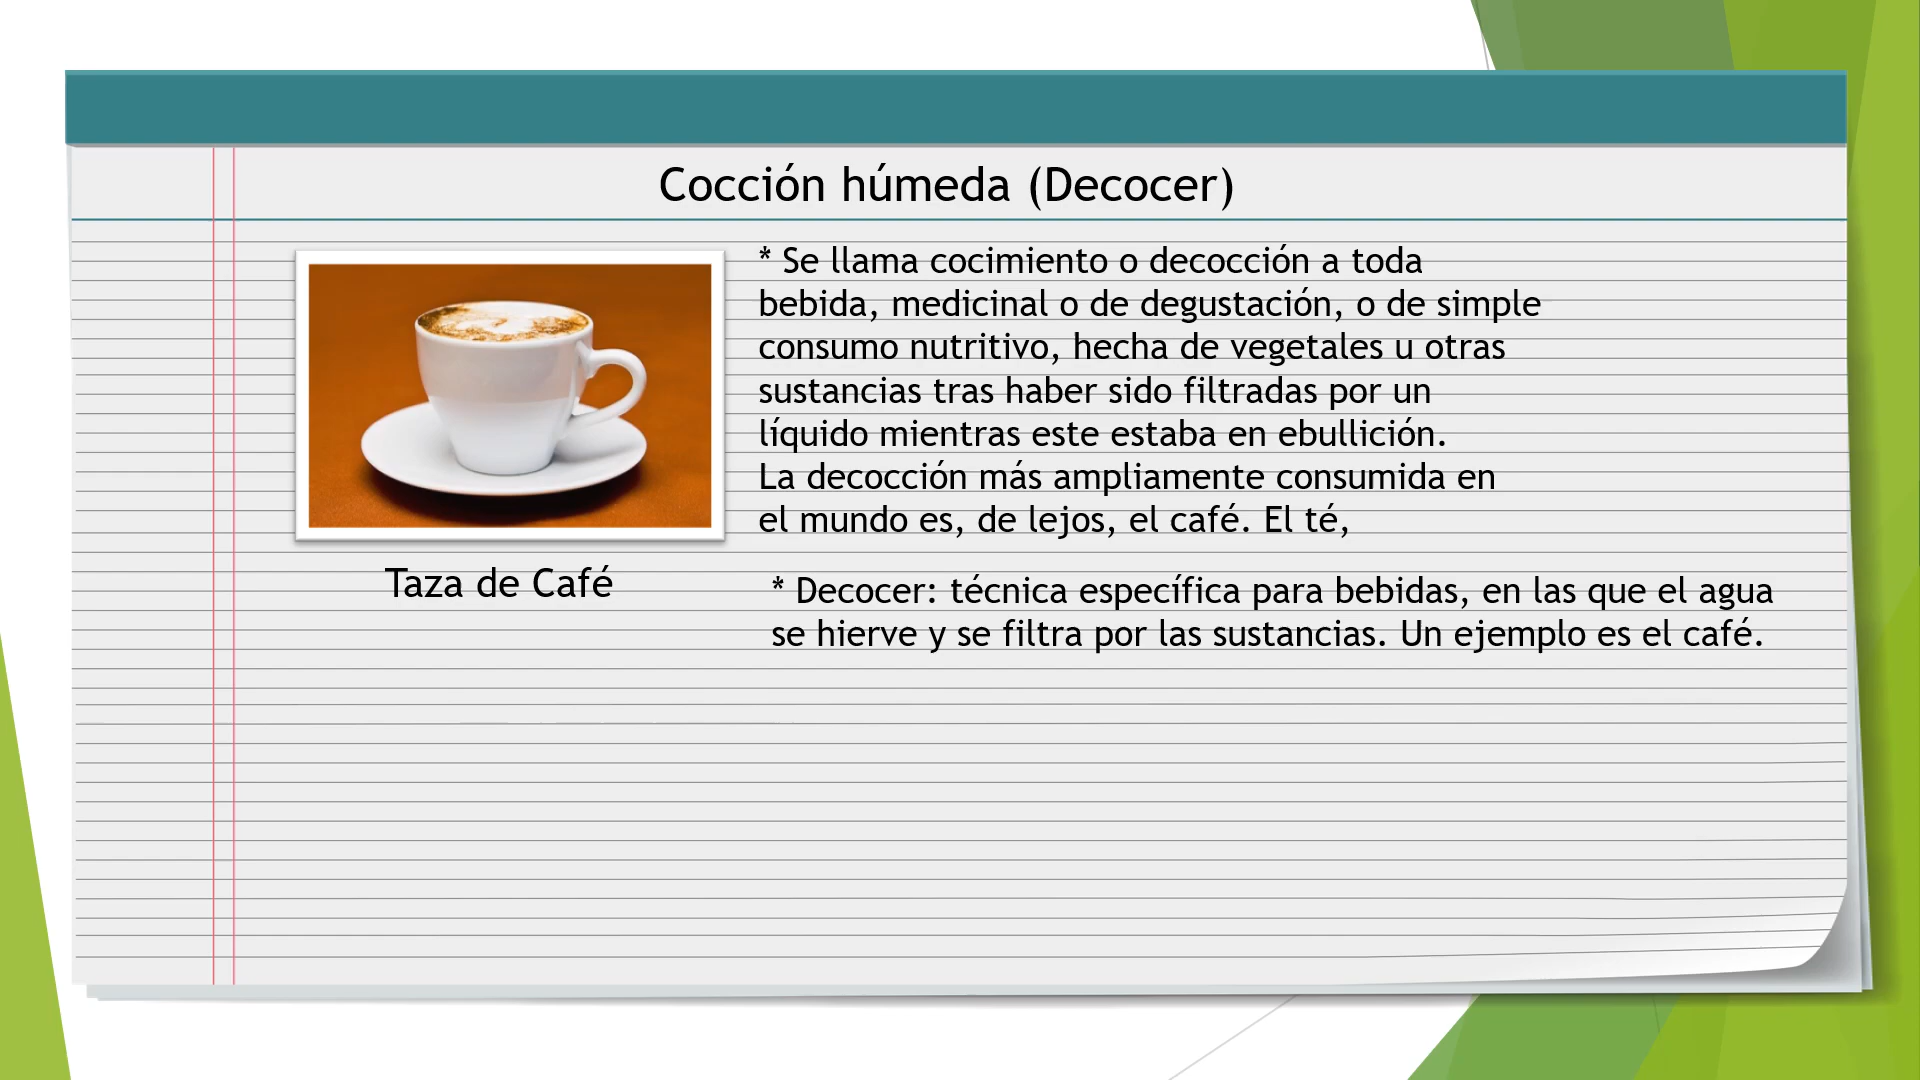 Cocción húmeda (Decocer)
* Se llama cocimiento o decocción a toda
bebida, medicinal o de degustación, o de simple
consumo nutritivo, hecha de vegetales u otras
sustancias tras haber sido filtradas por un
líquido mientras este estaba en ebullición.
La decocción más ampliamente consumida en
el mundo es, de lejos, el café. El té,
Taza de Café
* Decocer: técnica específica para bebidas, en las que el agua
se hierve y se filtra por las sustancias. Un ejemplo es el café.